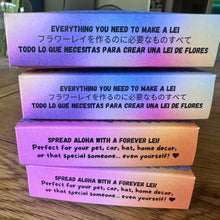 EVERYTHING YOU NEED TO MAKE A LEI
フラワーレイを作るのに必要なものすべて
TODO LO QUE NECESITAS PARA CREAR UNA LEI DE FLORES
EVERYTHING YOU NEED TO MAKE A LEI
フラワーレイを作るのに必要なものすべて
TODO LO QUE NECESITAS PARA CREAR UNA LEI DE FLORES
SPREAD ALOHA WITH A FOREVER LEI!
Perfect for your pet, car, hat, home decor,
or that special someone... even yourself! ♥
SPREAD ALOHA WITH A FOREVER LEI!
Perfect for your pet, car, hat, home decor,
or that special someone... even yourself! ♥